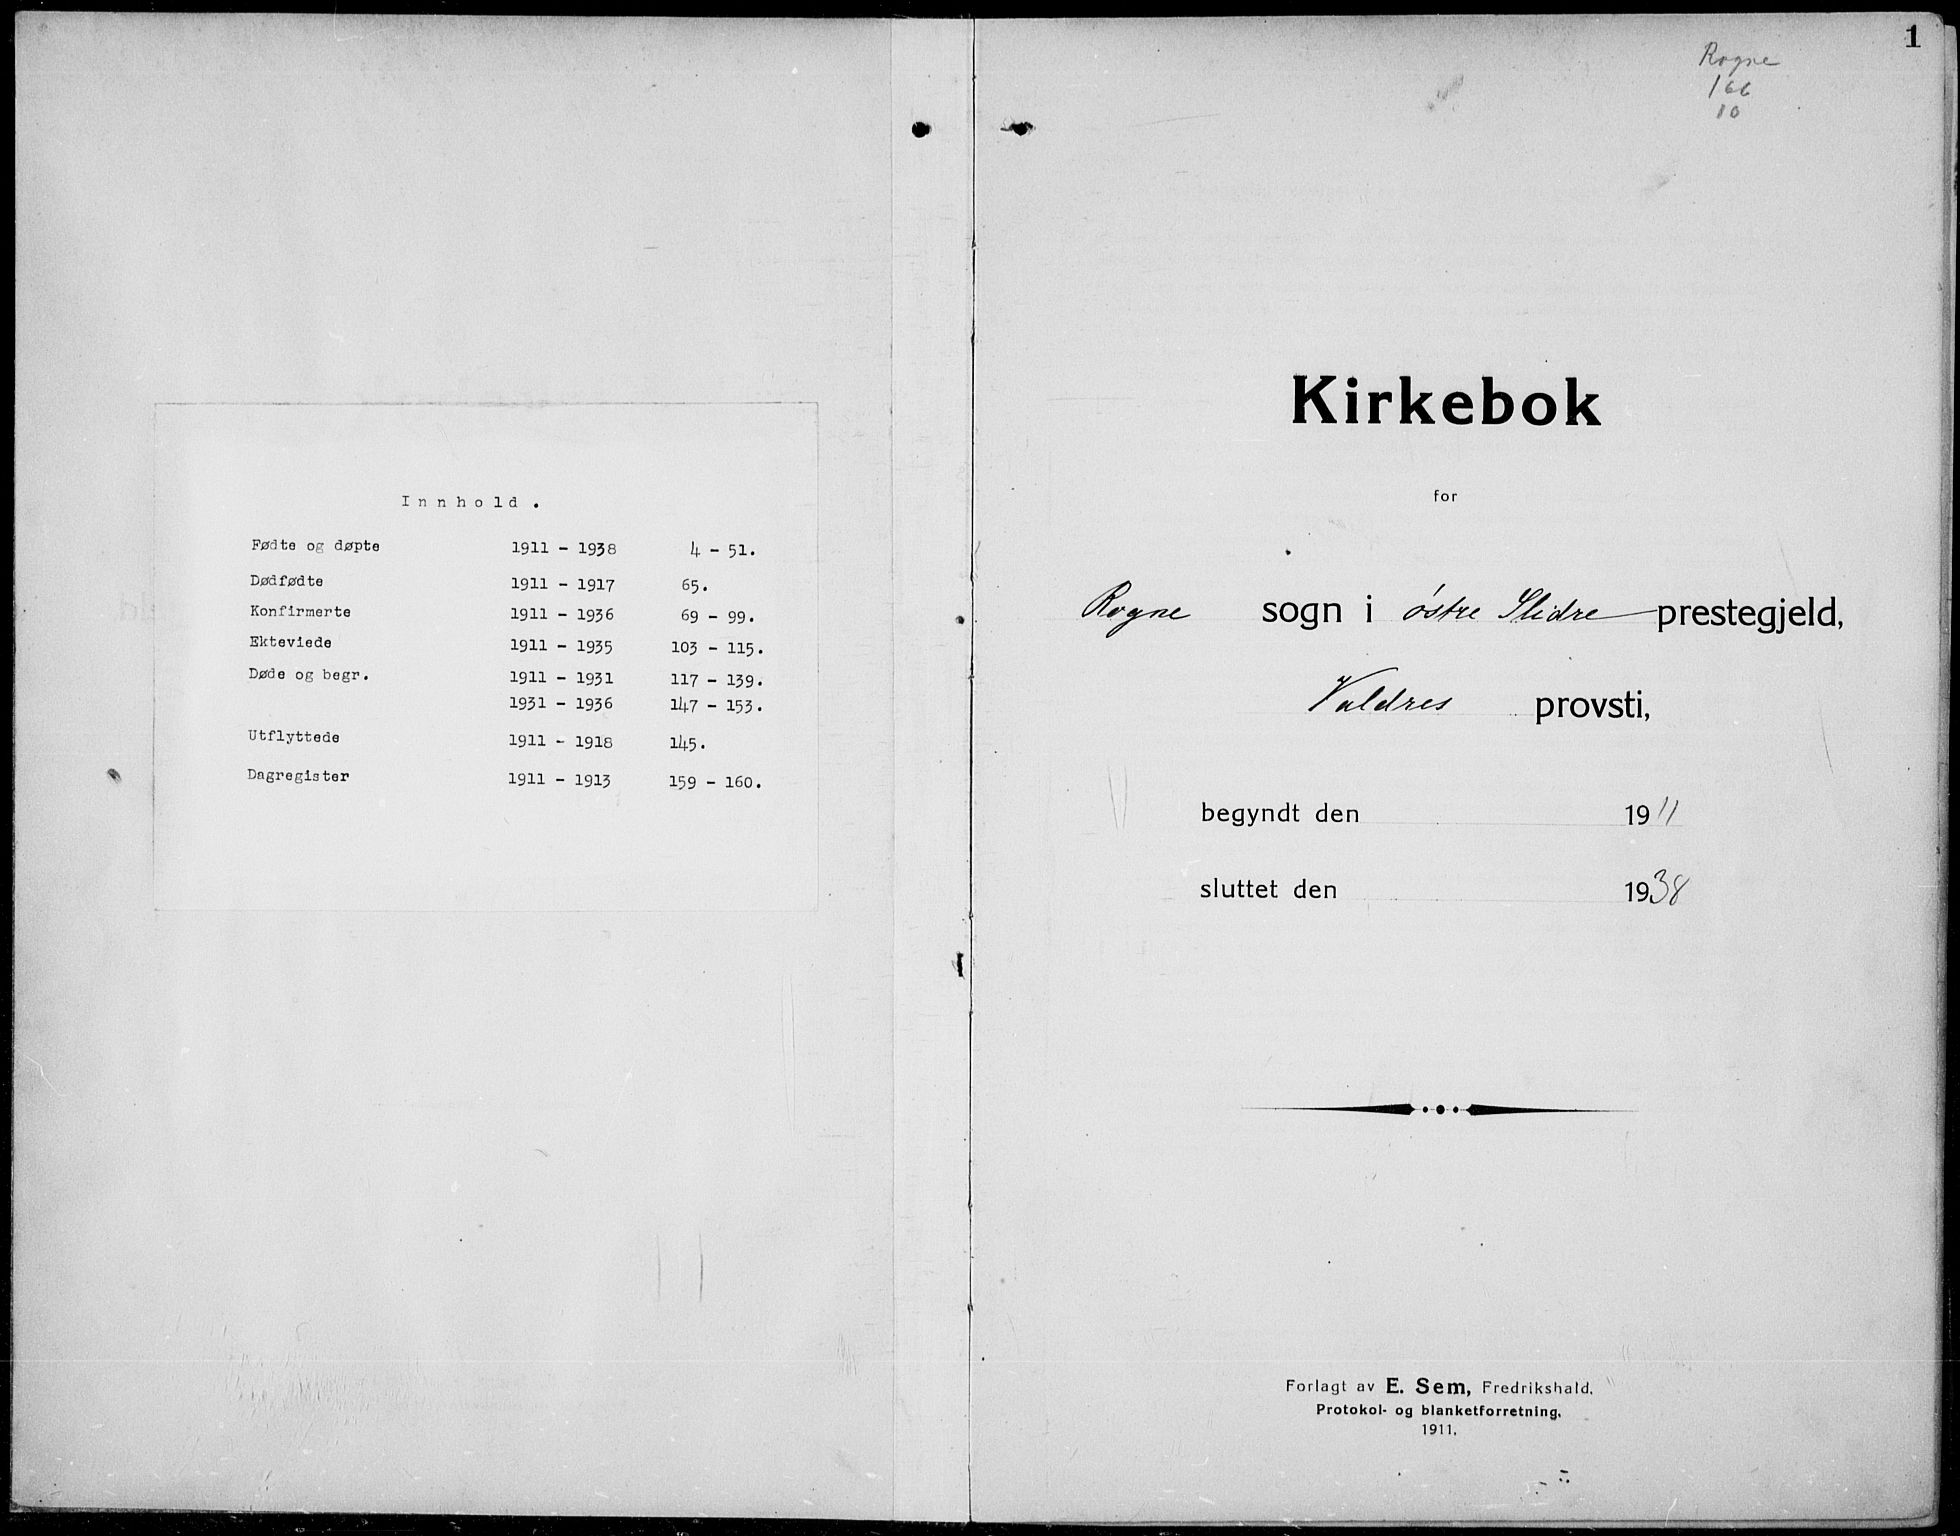 Innhold.
Fødte og døpte 1911 - 1938 4 - 51.
Dødfødte 1911 - 1917 65.
Konfirmerte 1911 - 1936 69 - 99.
Ekteviede 1911 - 1935 103 - 115.
Døde og begr. 1911 - 1931 117 - 139.
1931 - 1936 147 - 153.
Utflyttede 1911 - 1918 145.
Dagregister 1911 - 1913 159 - 160.
1
Rogne
166
10
Kirkebok
for
Rogne sogn i østre Slidre prestegjeld,
Valdres provsti,
begyndt den 1911
sluttet den 1938
Forlagt av E. Sem, Fredrikshald.
Protokol- og blanketforretning.
1911.